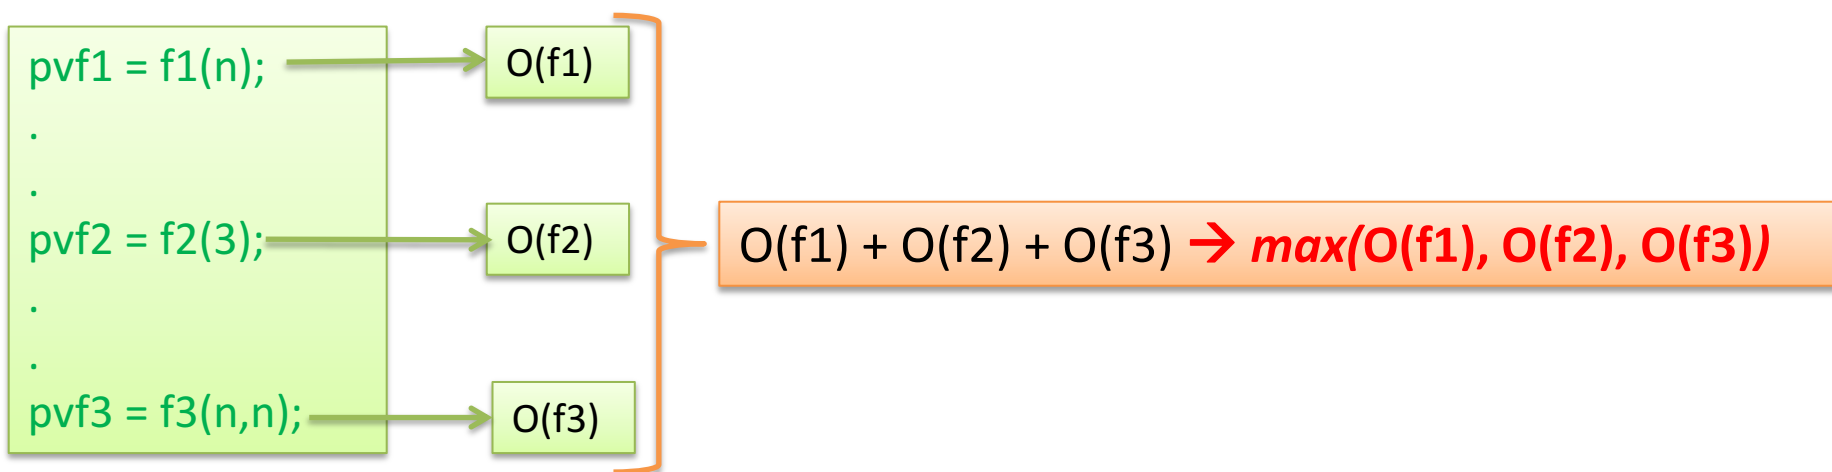 pvf1 = f1(n);
.
.
pvf2 = f2(3);
.
.
pvf3 = f3(n,n);
O(f1)
O(f2)
O(f3)
O(f1) + O(f2) + O(f3) → max(O(f1), O(f2), O(f3))